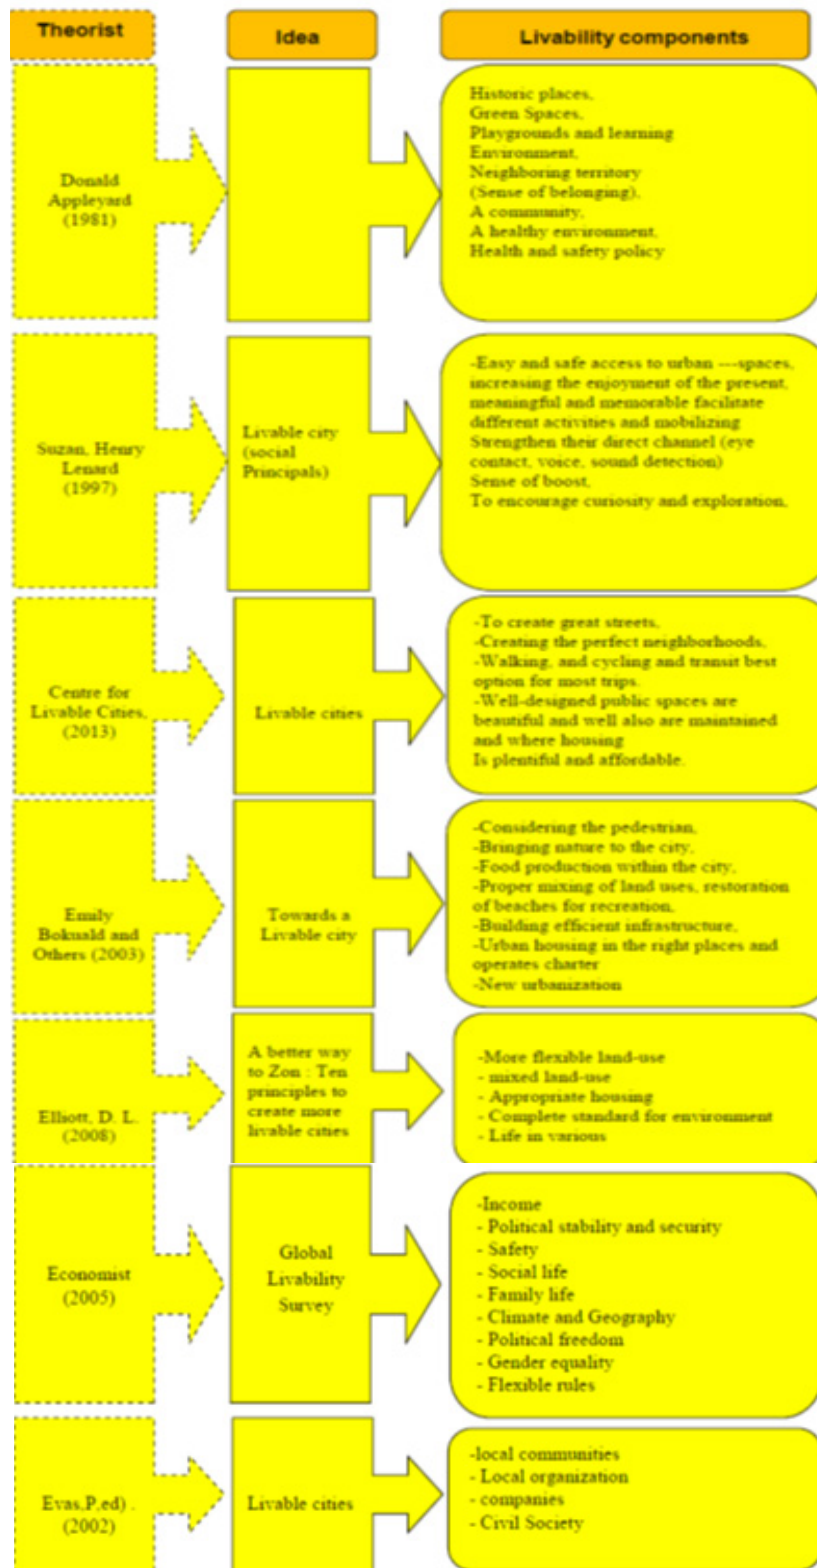 Theorist
Idea
Livability components
Donald
Appleyard
(1981)
Historic places,
Green Spaces,
Playgrounds and learning
Environment,
Neighboring territory
(Sense of belonging),
A community,
A healthy environment,
Health and safety policy
Suzan, Henry
Lenard
(1997)
Livable city
(social
Principals)
-Easy and safe access to urban ---spaces,
increasing the enjoyment of the present,
meaningful and memorable facilitate
different activities and mobilizing
Strengthen their direct channel (eye
contact, voice, sound detection)
Sense of boost,
To encourage curiosity and exploration,
Centre for
Livable Cities,
(2013)
Livable cities
-To create great streets,
-Creating the perfect neighborhoods,
-Walking, and cycling and transit best
option for most trips.
-Well-designed public spaces are
beautiful and well also are maintained
and where housing
Is plentiful and affordable.
Emily
Bokuald and
Others (2003)
Towards a
Livable city
-Considering the pedestrian,
-Bringing nature to the city,
-Food production within the city,
-Proper mixing of land uses, restoration
of beaches for recreation,
-Building efficient infrastructure,
-Urban housing in the right places and
operates charter
-New urbanization
Elliott, D. L.
(2008)
A better way
to Zon : Ten
principles to
create more
livable cities
-More flexible land-use
- mixed land-use
- Appropriate housing
- Complete standard for environment
- Life in various
Economist
(2005)
Global
Livability
Survey
-Income
- Political stability and security
- Safety
- Social life
- Family life
- Climate and Geography
- Political freedom
- Gender equality
- Flexible rules
Evas,P,ed) .
(2002)
Livable cities
-local communities
- Local organization
- companies
- Civil Society